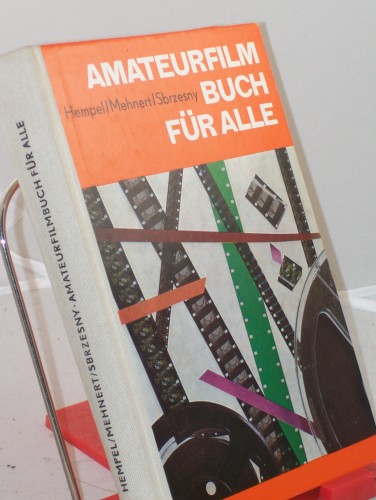 AMATEURFILM
Hempel/Mehnert/Sbrzesny BUCH
FÜR ALLE
HEMPEL/MEHNERT/SBRZESNY · AMATEURFILMBUCH FÜR ALLE